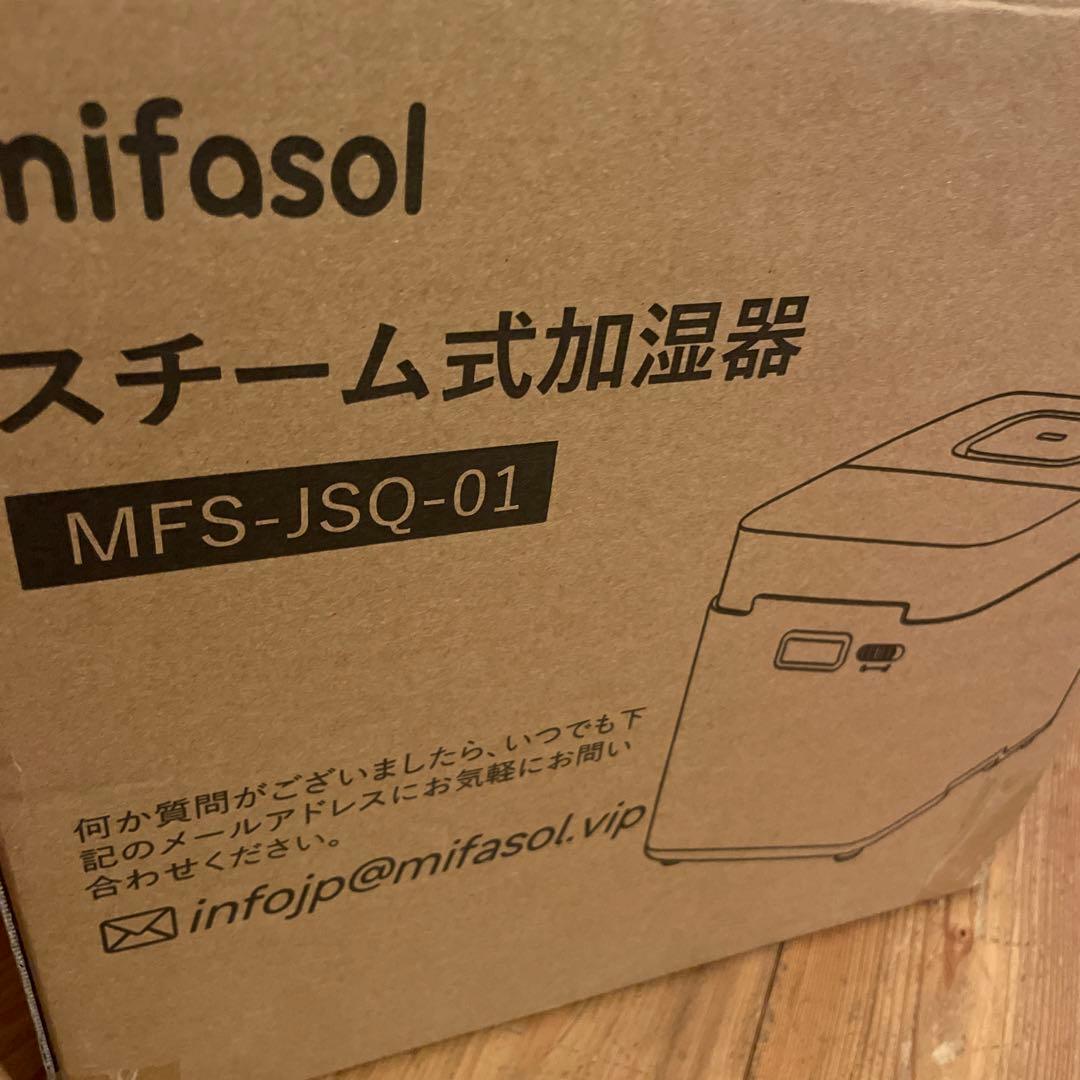 mifasol
スチーム式加湿器
MFS-JSQ-01
何か質問がございましたら、いつでも下
記のメールアドレスにお気軽にお問い
合わせください。
infojp@mifasol.vip